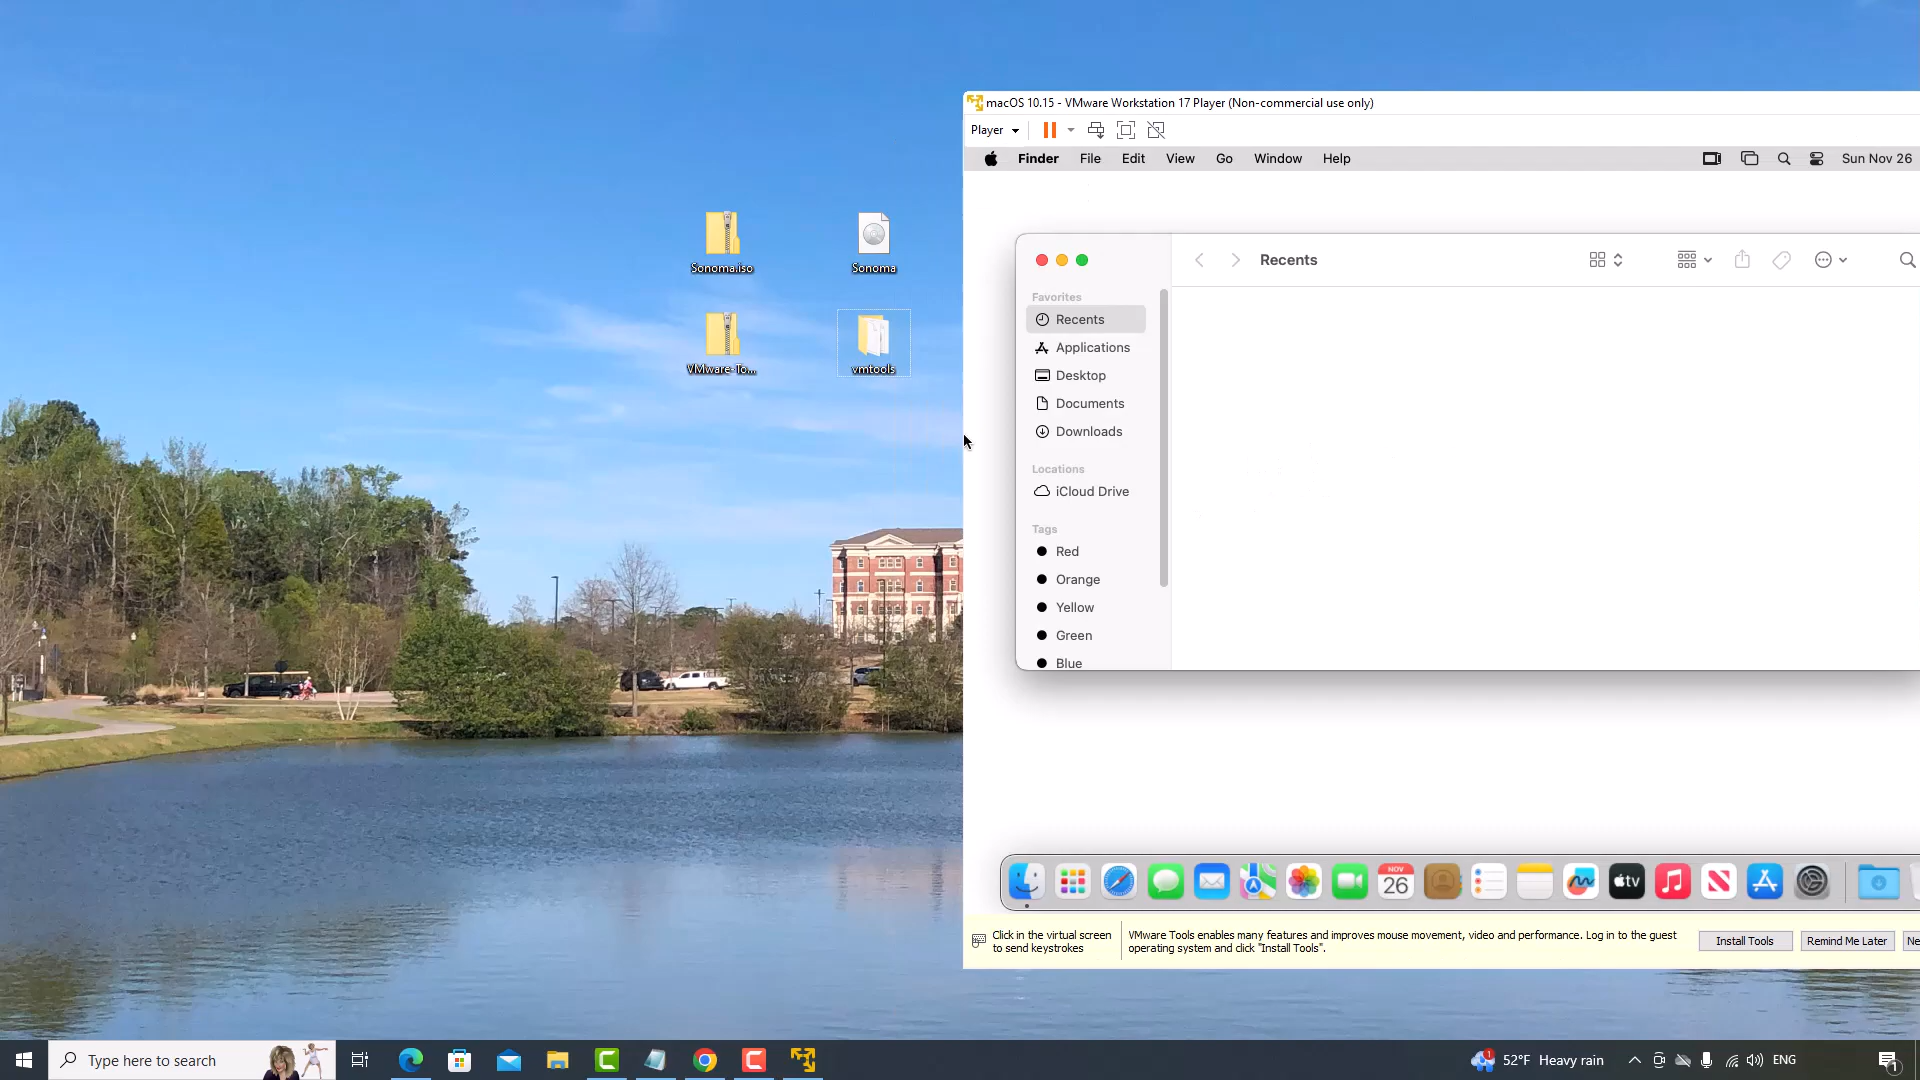 macOS 10.15 - VMware Workstation 17 Player (Non-commercial use only)
Player
Finder File Edit View Go Window Help
Sun Nov 26
Sonoma.iso
Sonoma
VMware-To...
vmtools
Recents
Favorites
Recents
Applications
Desktop
Documents
Downloads
Locations
iCloud Drive
Tags
Red
Orange
Yellow
Green
Blue
NOV
26
tv
Click in the virtual screen
to send keystrokes
VMware Tools enables many features and improves mouse movement, video and performance. Log in to the guest
operating system and click "Install Tools".
Install Tools
Remind Me Later
Ne
Type here to search
1
52°F Heavy rain
ENG
1